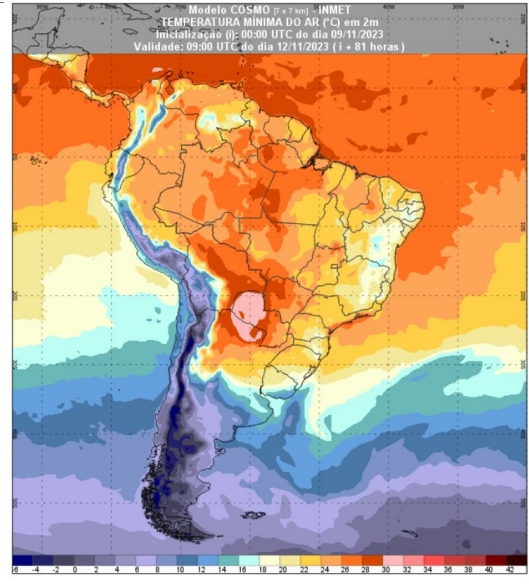 Modelo COSMO [7 x 7 km] - INMET
TEMPERATURA MÍNIMA DO AR (ºC) em 2m
Inicialização (i): 00:00 UTC do dia 09/11/2023
Validade: 09:00 UTC do dia 12/11/2023 ( i + 81 horas )
-6 -4 -2 0 2 4 6 8 10 12 14 16 18 20 22 24 26 28 30 32 34 36 38 40 42